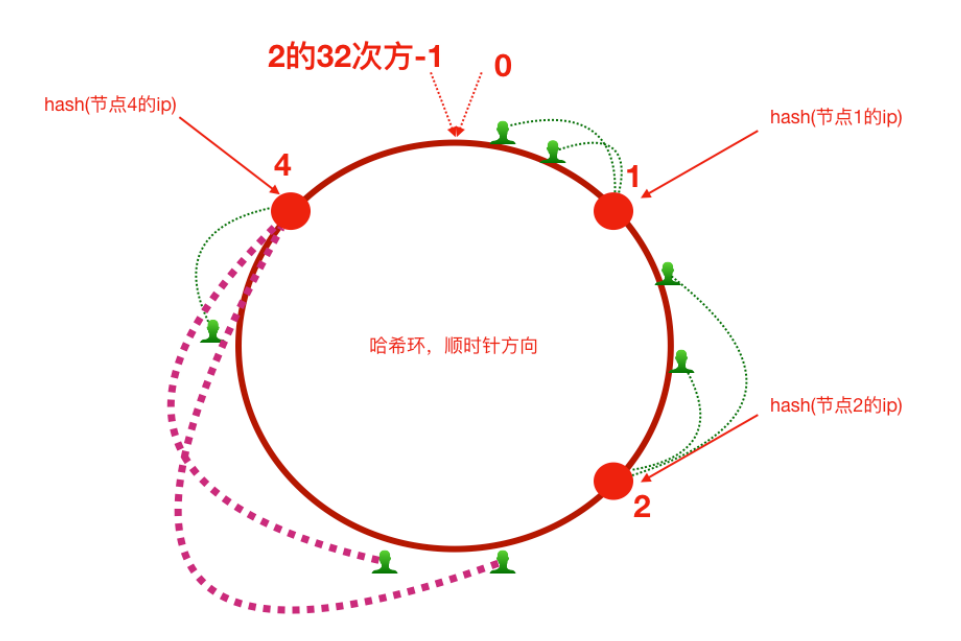 2的32次方-1
0
hash(节点4的ip)
hash(节点1的ip)
4
1
哈希环，顺时针方向
hash(节点2的ip)
2